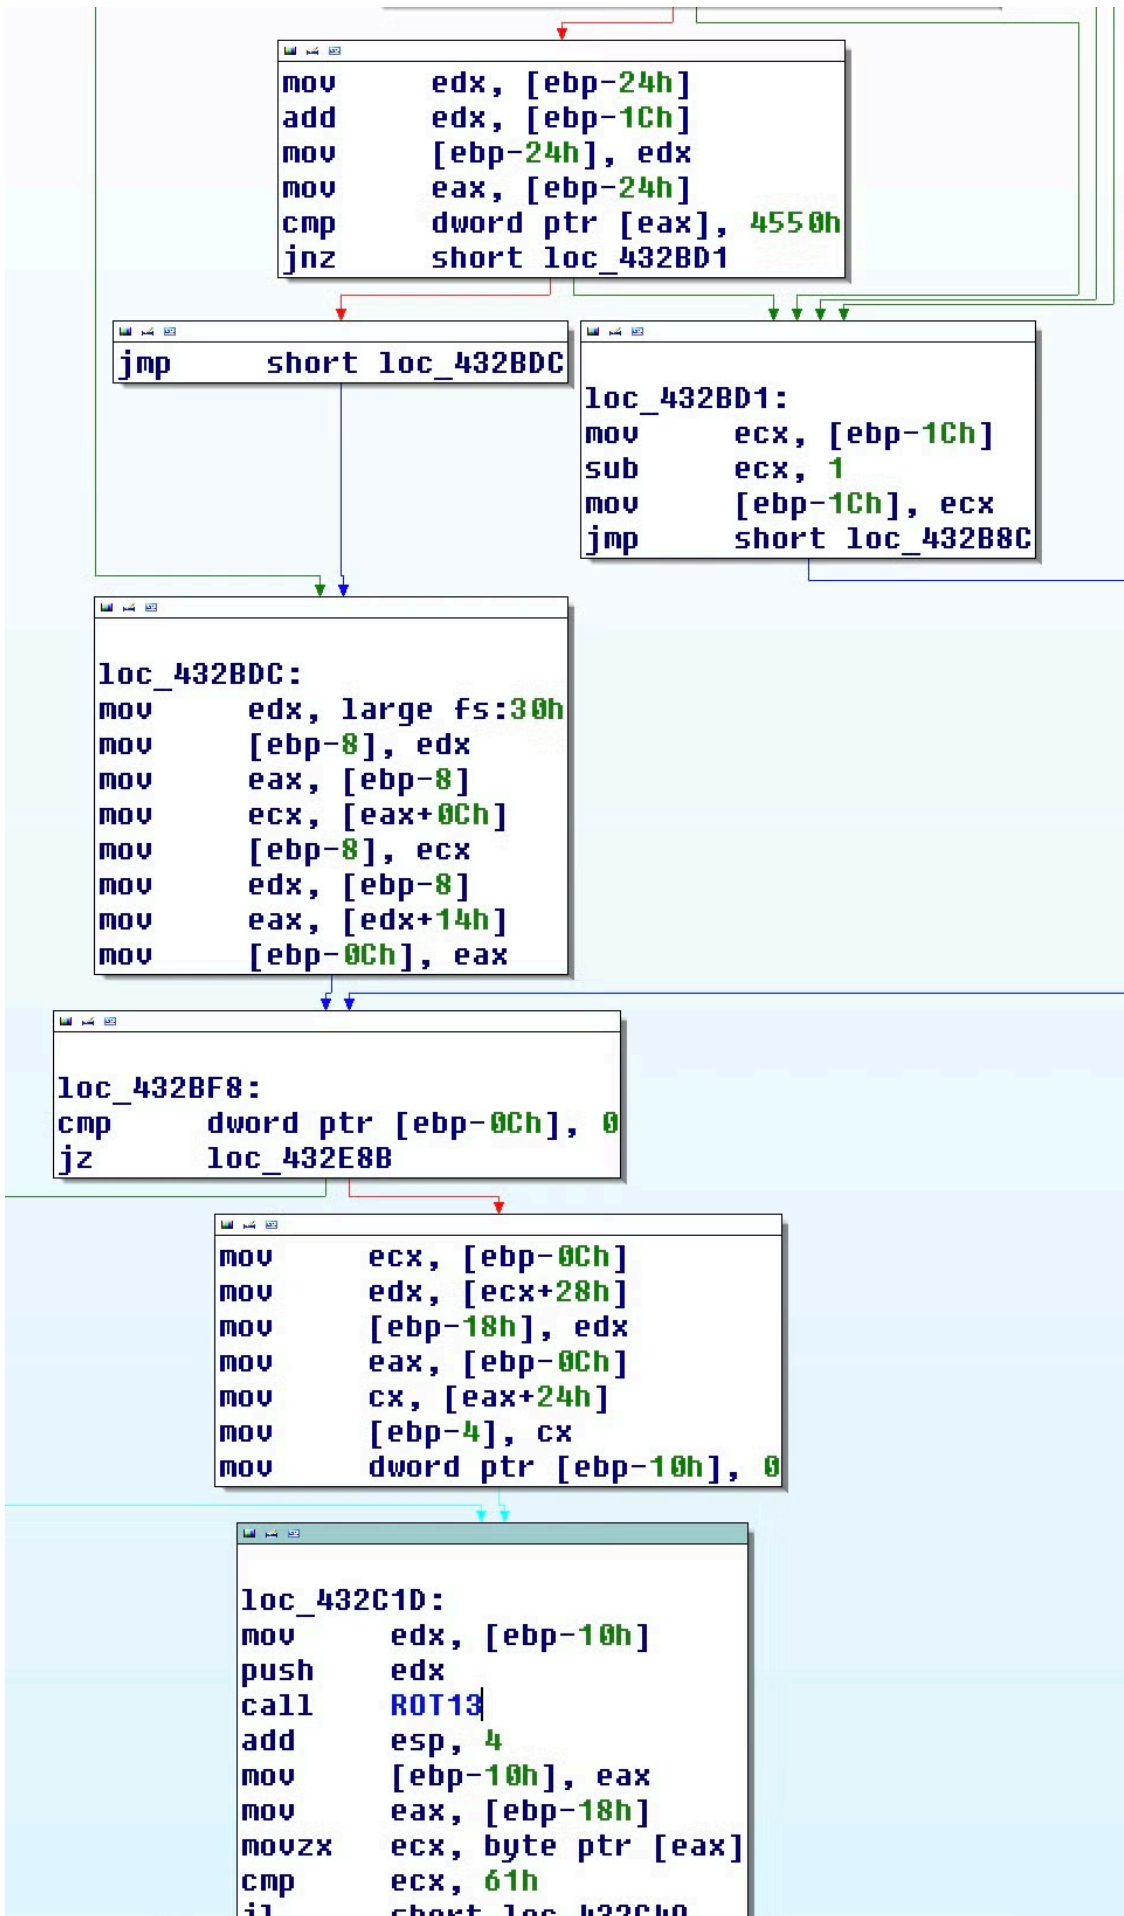 mov edx, [ebp-24h]
add edx, [ebp-1Ch]
mov [ebp-24h], edx
mov eax, [ebp-24h]
cmp dword ptr [eax], 4550h
jnz short loc_432BD1
jmp short loc_432BDC
loc_432BD1:
mov ecx, [ebp-1Ch]
sub ecx, 1
mov [ebp-1Ch], ecx
jmp short loc_432B8C
loc_432BDC:
mov edx, large fs:30h
mov [ebp-8], edx
mov eax, [ebp-8]
mov ecx, [eax+0Ch]
mov [ebp-8], ecx
mov edx, [ebp-8]
mov eax, [edx+14h]
mov [ebp-0Ch], eax
loc_432BF8:
cmp dword ptr [ebp-0Ch], 0
jz loc_432E8B
mov ecx, [ebp-0Ch]
mov edx, [ecx+28h]
mov [ebp-18h], edx
mov eax, [ebp-0Ch]
mov cx, [eax+24h]
mov [ebp-4], cx
mov dword ptr [ebp-10h], 0
loc_432C1D:
mov edx, [ebp-10h]
push edx
call ROT13
add esp, 4
mov [ebp-10h], eax
mov eax, [ebp-18h]
movzx ecx, byte ptr [eax]
cmp ecx, 61h
jl short loc_432C40